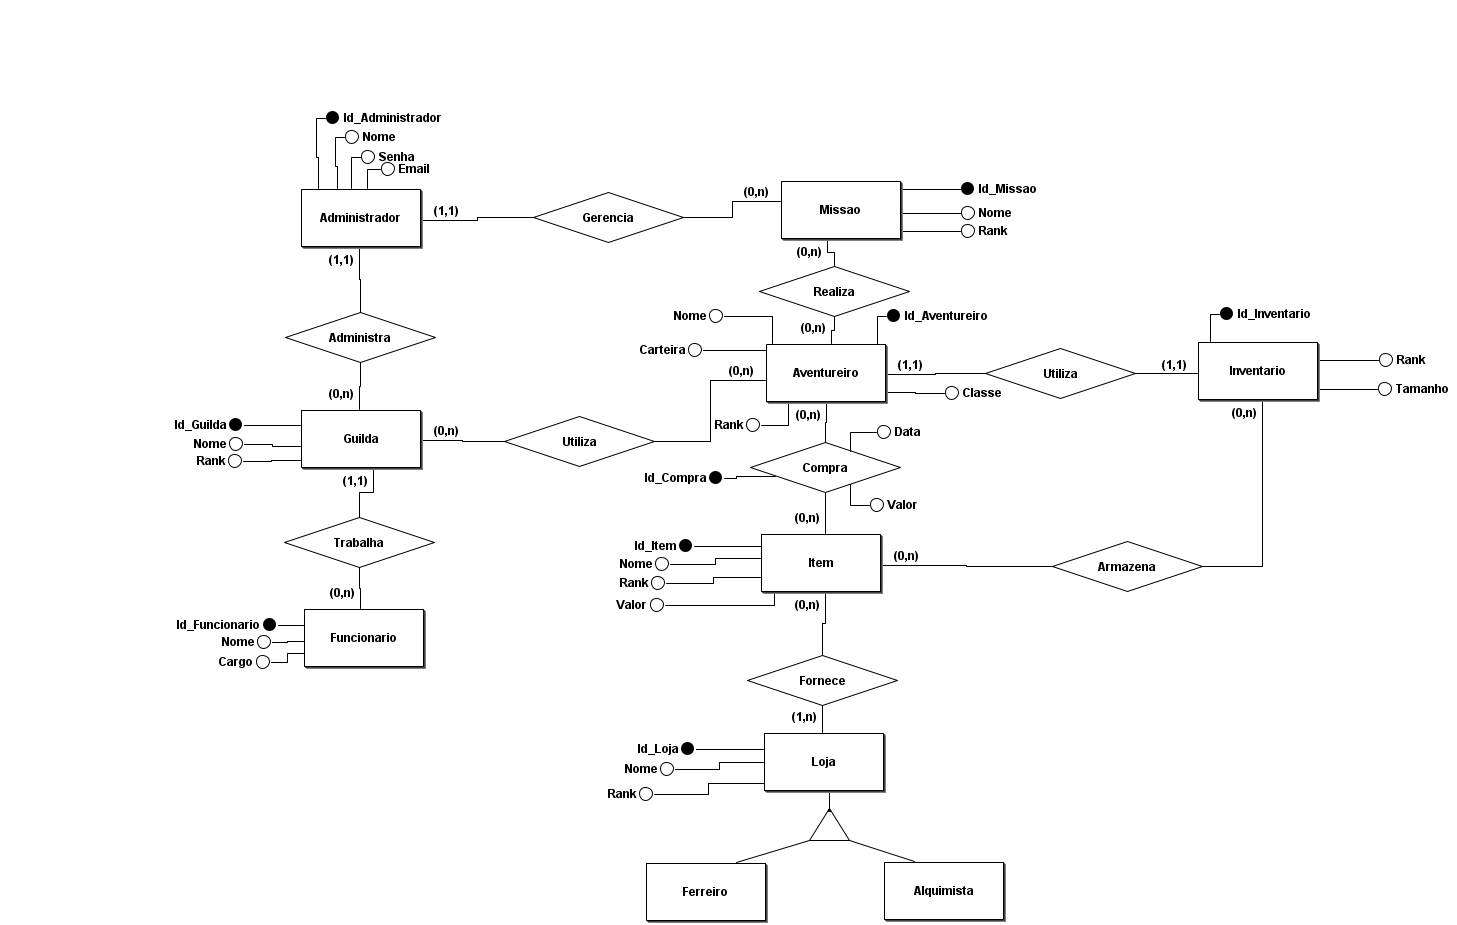 Id_Administrador
Nome
Senha
Email
Administrador
(1,1)
Gerencia
(0,n)
Missao
Id_Missao
Nome
Rank
(1,1)
(0,n)
Realiza
(0,n)
Nome
Id_Aventureiro
Carteira
Aventureiro
(1,1)
Utiliza
(1,1)
Id_Inventario
Inventario
Rank
Tamanho
Classe
Rank
(0,n)
(0,n)
(0,n)
Administra
(0,n)
Id_Guilda
Nome
Rank
Guilda
(0,n)
Utiliza
Data
Compra
Id_Compra
Valor
(1,1)
Trabalha
(0,n)
(0,n)
Id_Item
Nome
Rank
Valor
Item
(0,n)
Armazena
(0,n)
Id_Funcionario
Nome
Cargo
Funcionario
Fornece
(1,n)
Id_Loja
Nome
Rank
Loja
Ferreiro
Alquimista